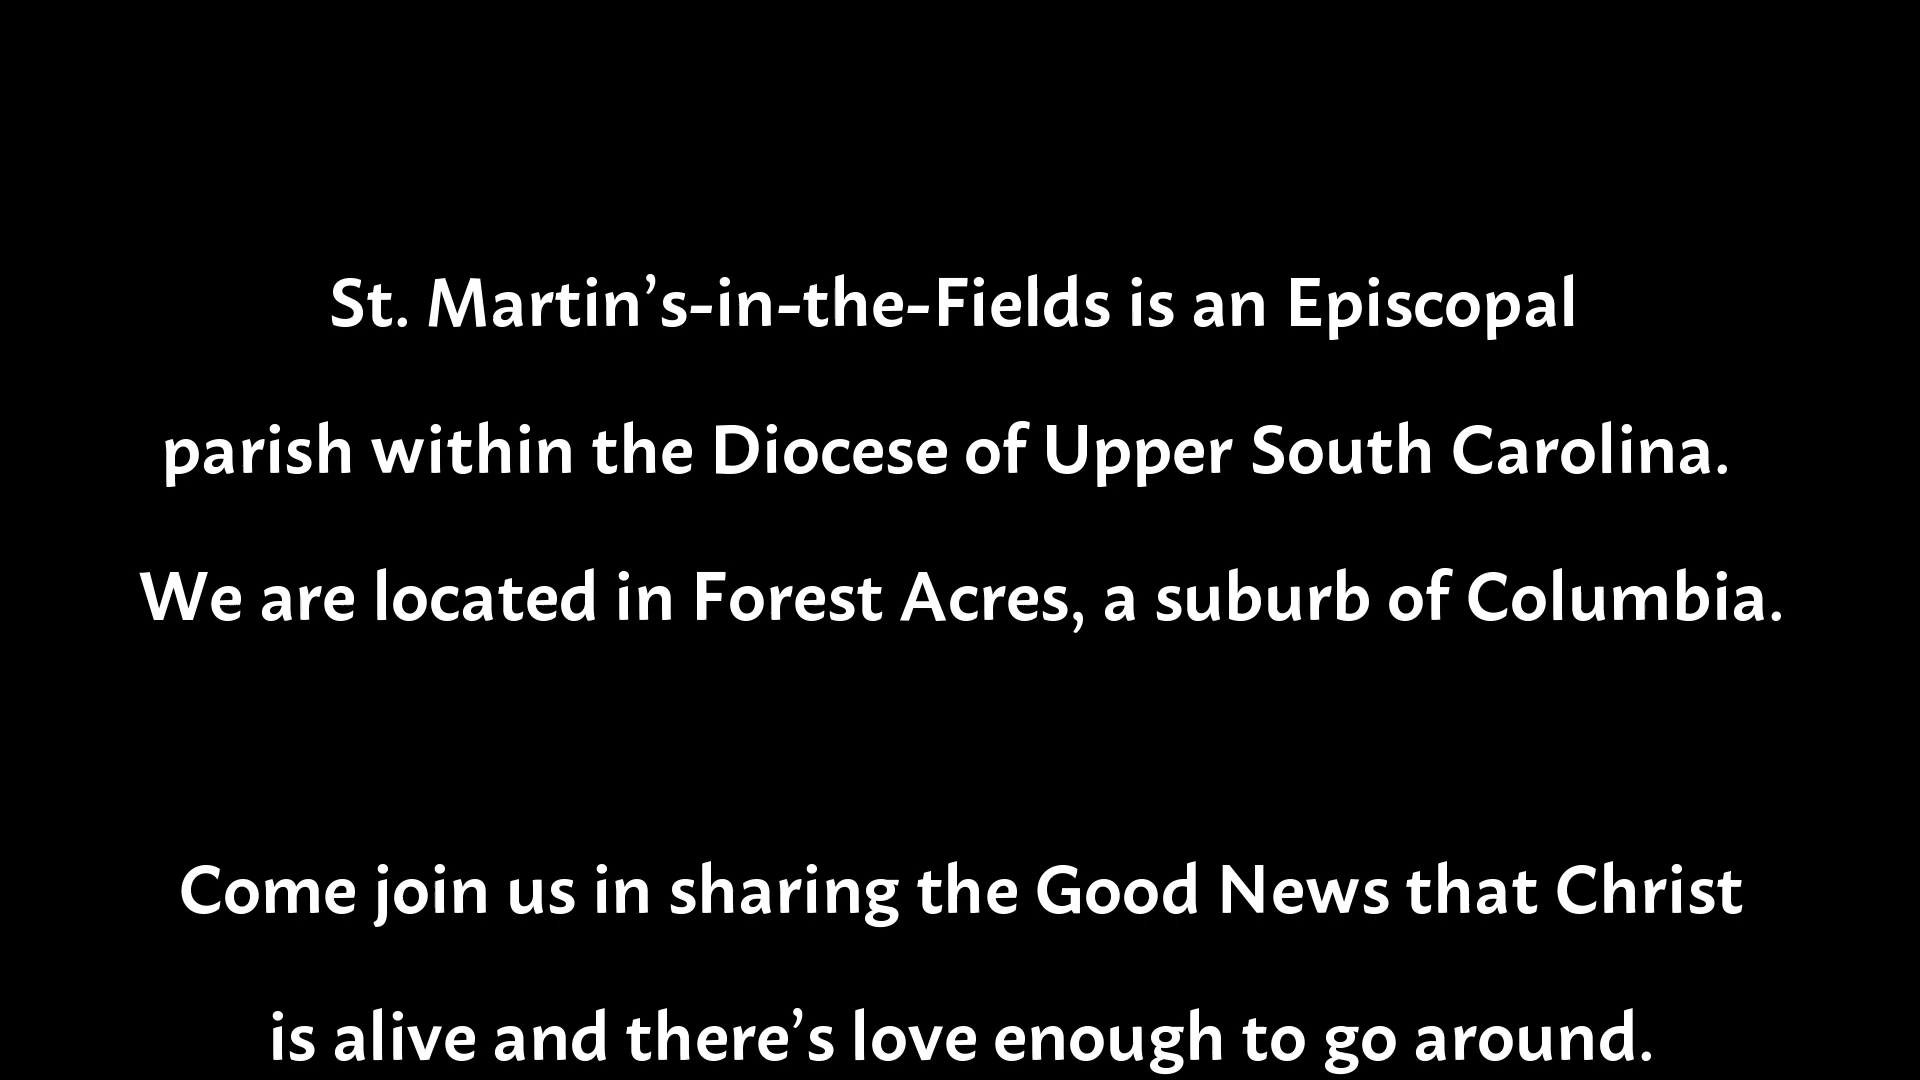 St. Martin’s-in-the-Fields is an Episcopal
parish within the Diocese of Upper South Carolina.
We are located in Forest Acres, a suburb of Columbia.
Come join us in sharing the Good News that Christ
is alive and there’s love enough to go around.